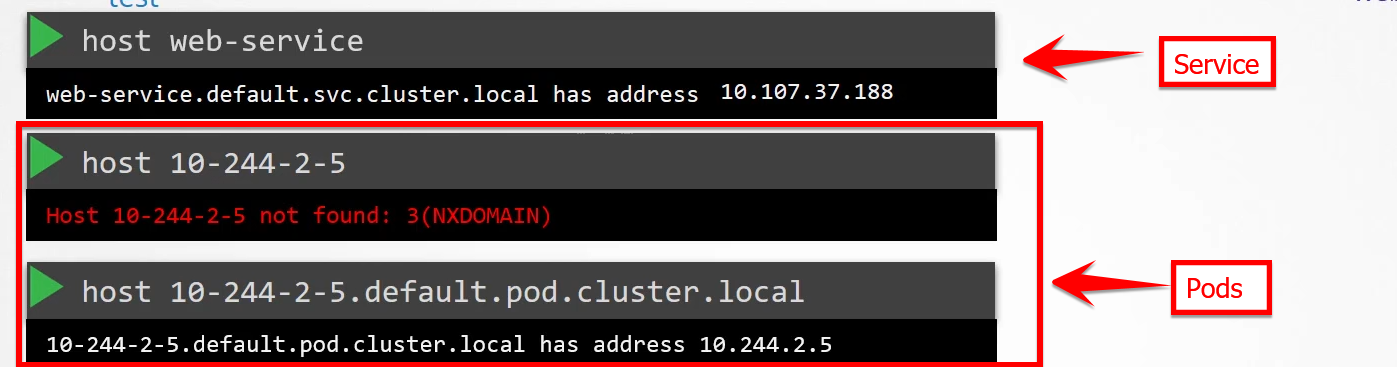 test
host web-service
Service
web-service.default.svc.cluster.local has address 10.107.37.188
host 10-244-2-5
Host 10-244-2-5 not found: 3(NXDOMAIN)
host 10-244-2-5.default.pod.cluster.local
Pods
10-244-2-5.default.pod.cluster.local has address 10.244.2.5